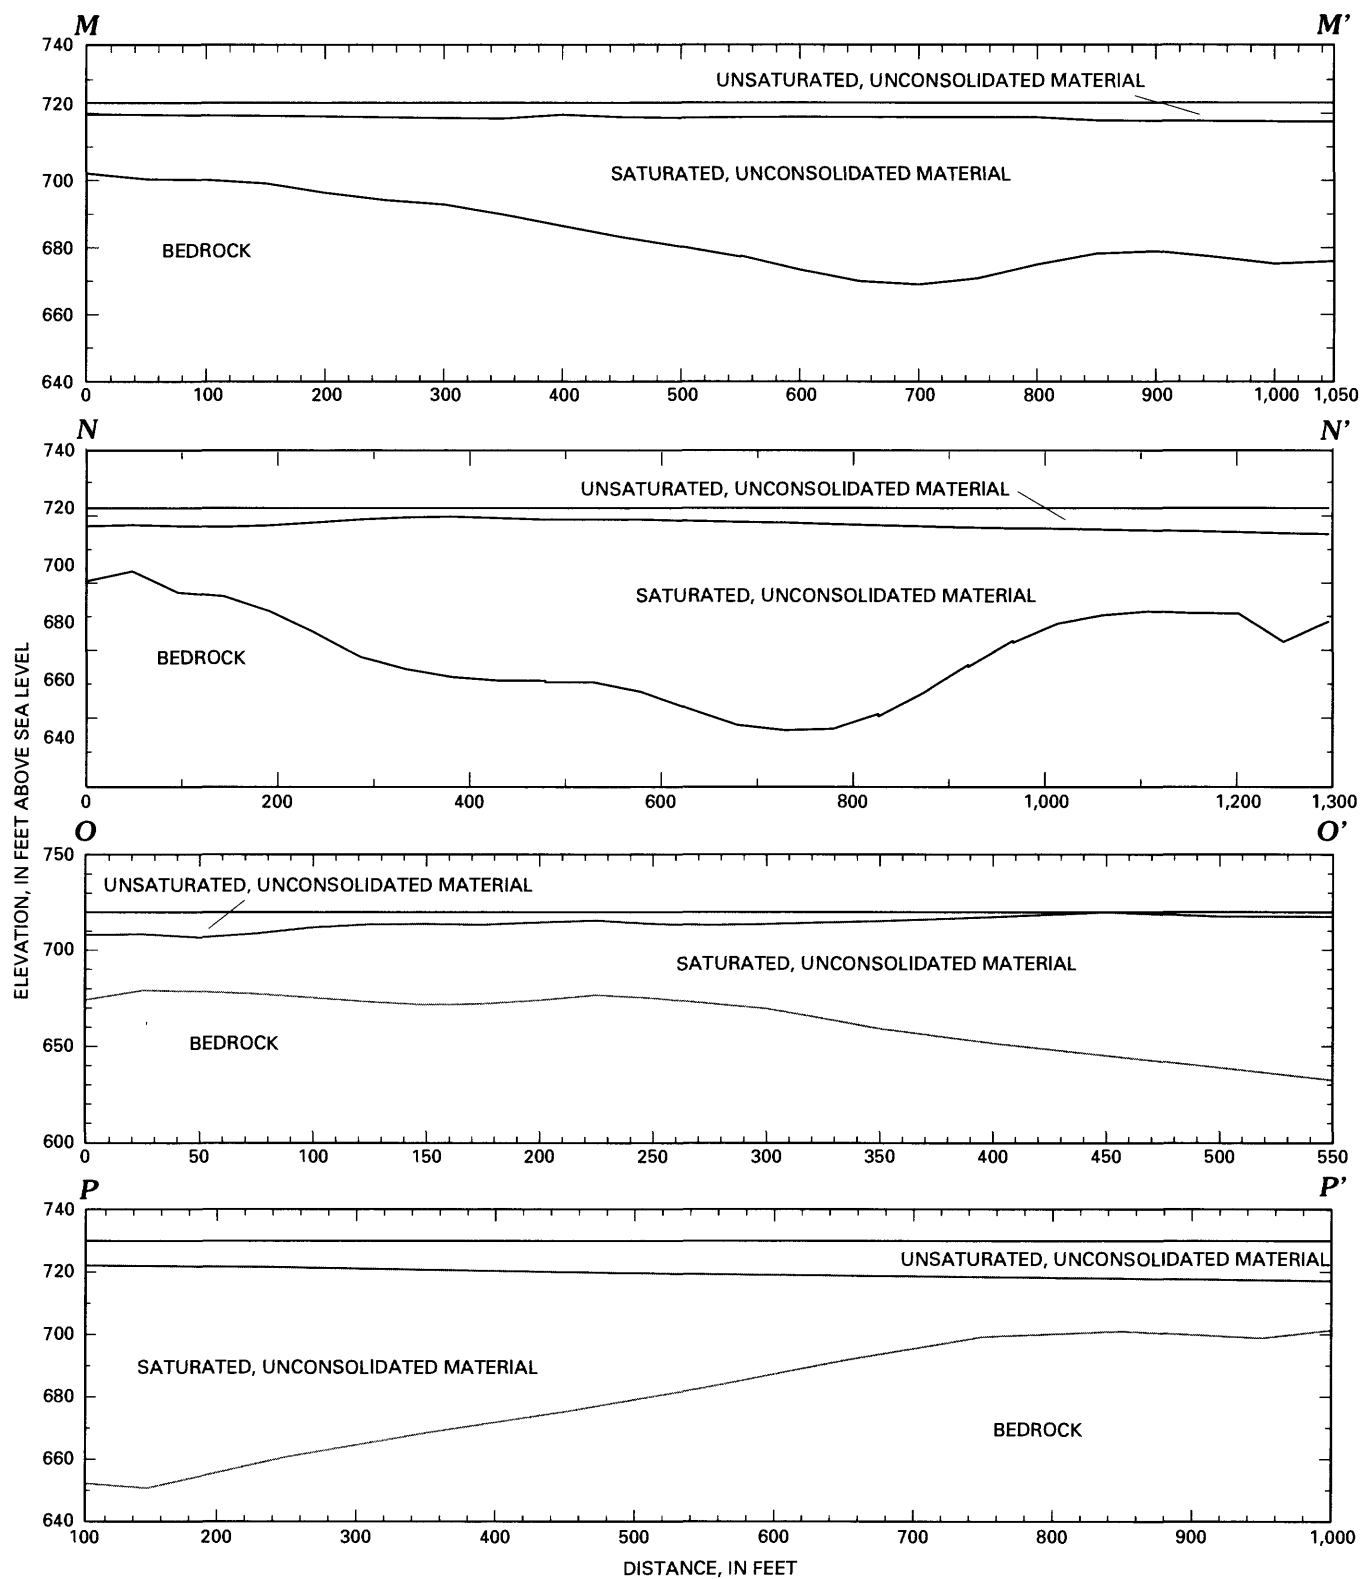 M M’
740
UNSATURATED, UNCONSOLIDATED MATERIAL
720
SATURATED, UNCONSOLIDATED MATERIAL
700
BEDROCK
680
660
640
0 100 200 300 400 500 600 700 800 900 1,000 1,050
N N’
740
UNSATURATED, UNCONSOLIDATED MATERIAL
720
700
SATURATED, UNCONSOLIDATED MATERIAL
680
BEDROCK
660
640
0 200 400 600 800 1,000 1,200 1,300
ELEVATION, IN FEET ABOVE SEA LEVEL
O O’
750
UNSATURATED, UNCONSOLIDATED MATERIAL
700
SATURATED, UNCONSOLIDATED MATERIAL
650
BEDROCK
600
0 50 100 150 200 250 300 350 400 450 500 550
P P’
740
UNSATURATED, UNCONSOLIDATED MATERIAL
720
700
SATURATED, UNCONSOLIDATED MATERIAL
680
BEDROCK
660
640
100 200 300 400 500 600 700 800 900 1,000
DISTANCE, IN FEET